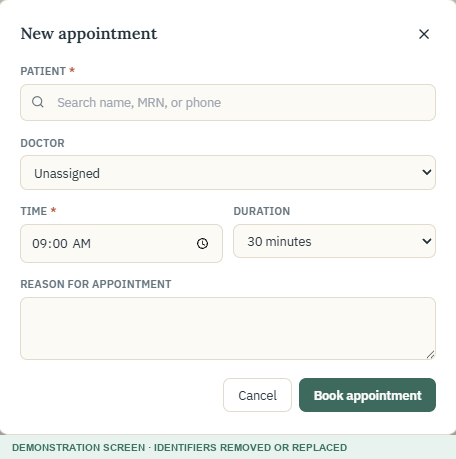 New appointment
PATIENT *
Search name, MRN, or phone
DOCTOR
Unassigned
TIME * DURATION
09:00 AM 30 minutes
REASON FOR APPOINTMENT
Cancel Book appointment
DEMONSTRATION SCREEN · IDENTIFIERS REMOVED OR REPLACED